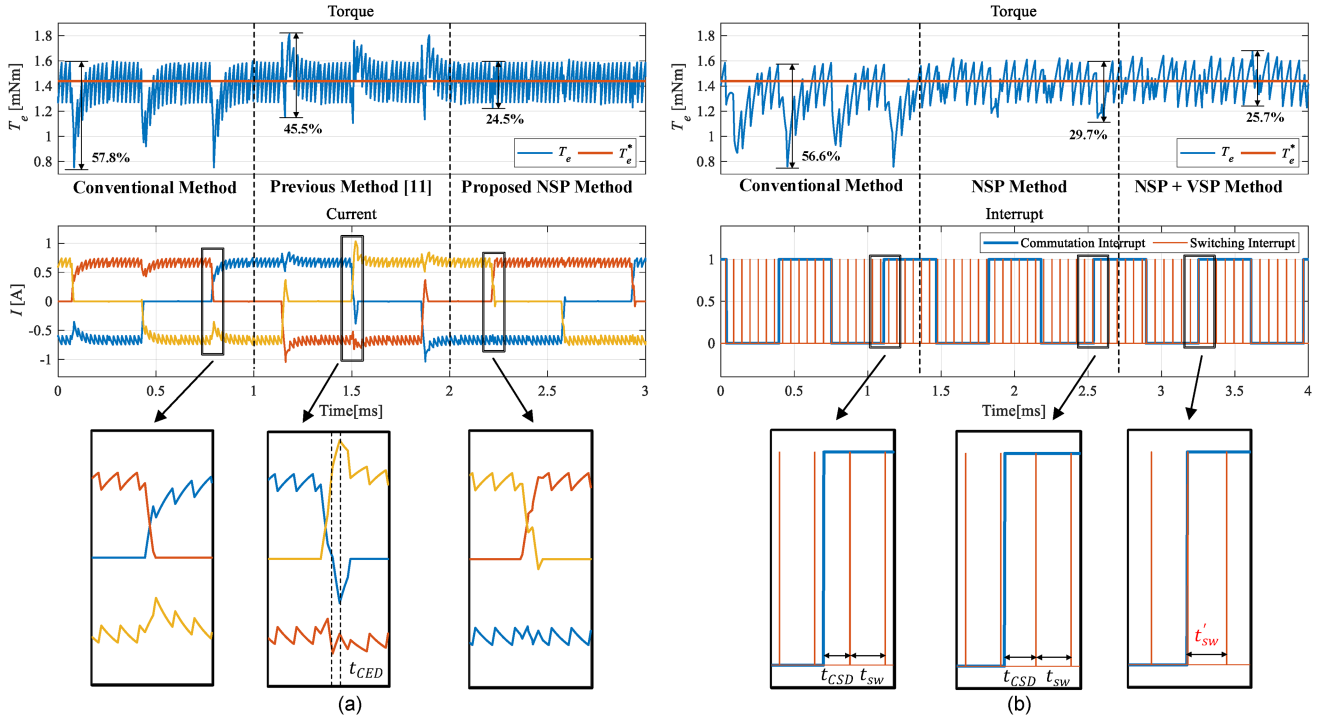 Torque
1.8
1.6
1.4
1.2
1
0.8
T_e [mNm]
57.8%
45.5%
24.5%
T_e T_e^*
Conventional Method Previous Method [11] Proposed NSP Method
Current
1
0.5
0
-0.5
-1
I [A]
0 0.5 1 1.5 2 2.5 3
Time[ms]
t_CED
(a)
Torque
1.8
1.6
1.4
1.2
1
0.8
T_e [mNm]
56.6%
29.7%
25.7%
T_e T_e^*
Conventional Method NSP Method NSP + VSP Method
Interrupt
Commutation Interrupt Switching Interrupt
1
0.5
0
0 0.5 1 1.5 2 2.5 3 3.5 4
Time[ms]
t_CSD t_sw
t_CSD t_sw
t'_sw
(b)